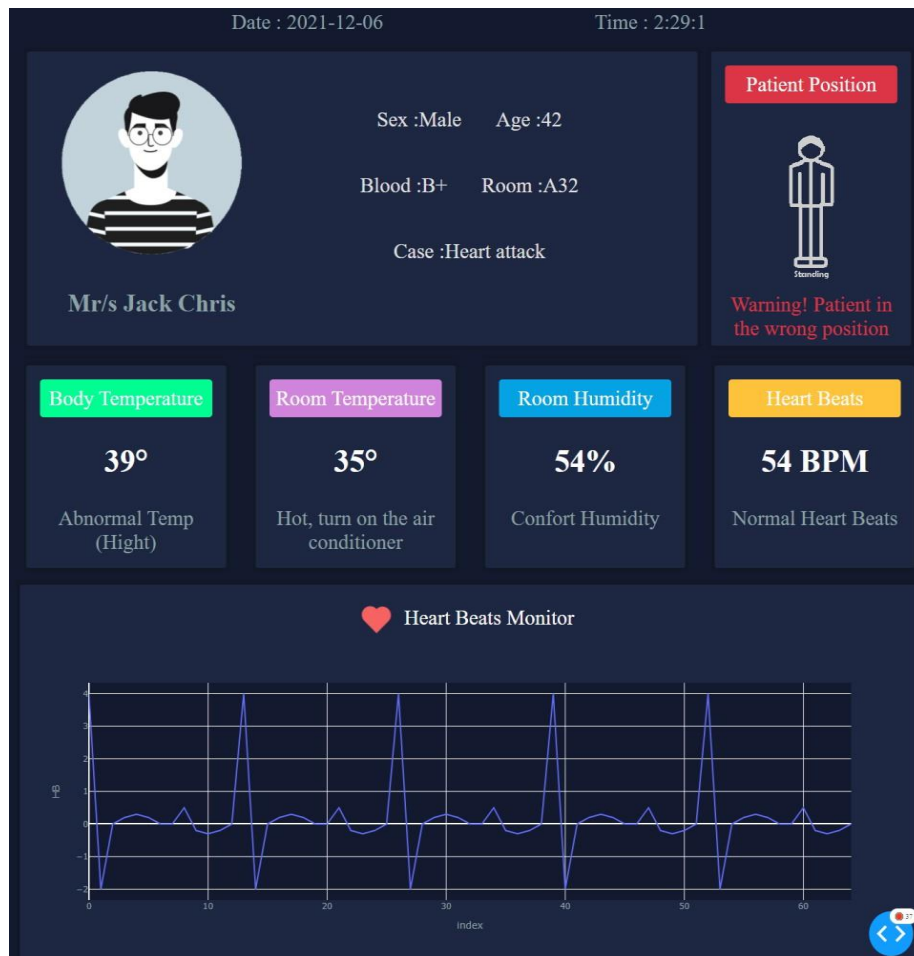 Date : 2021-12-06
Time : 2:29:1
Sex :Male Age :42
Blood :B+ Room :A32
Case :Heart attack
Mr/s Jack Chris
Patient Position
Standing
Warning! Patient in
the wrong position
Body Temperature
39°
Abnormal Temp
(Hight)
Room Temperature
35°
Hot, turn on the air
conditioner
Room Humidity
54%
Confort Humidity
Heart Beats
54 BPM
Normal Heart Beats
Heart Beats Monitor
4
3
2
1
0
−1
−2
HB
0 10 20 30 40 50 60
index
37